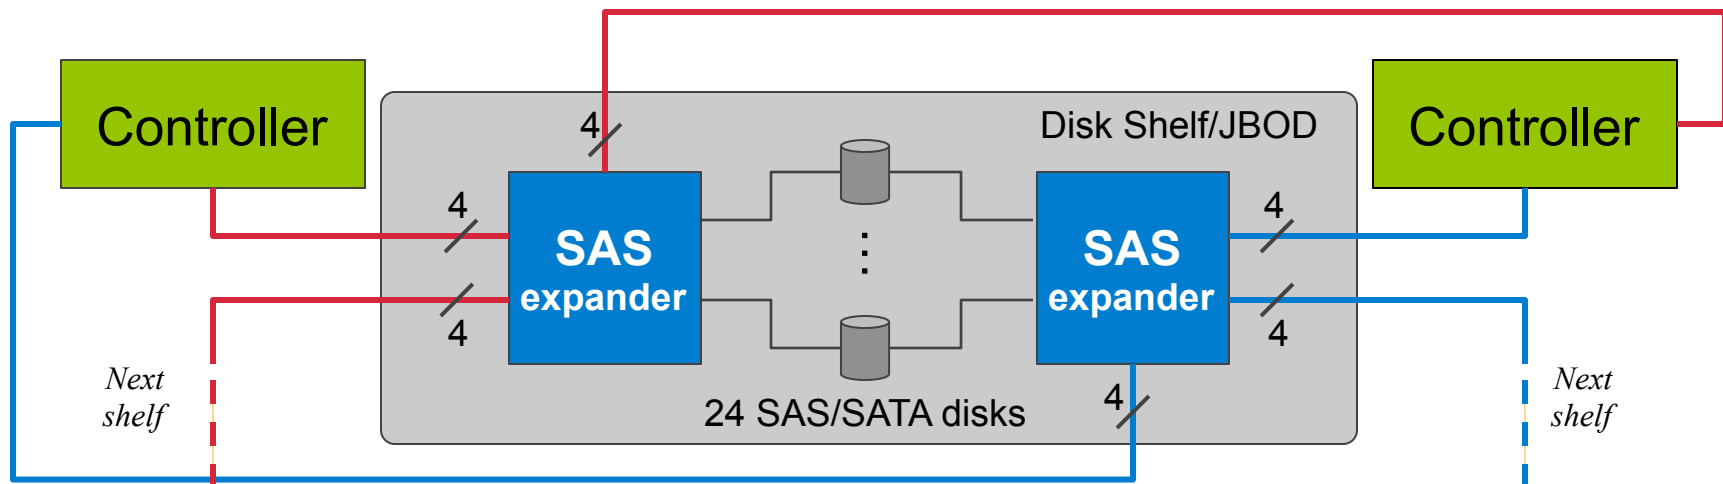 Controller
4
Disk Shelf/JBOD
Controller
4
SAS
expander
4
⋮
SAS
expander
4
4
Next
shelf
24 SAS/SATA disks
4
Next
shelf